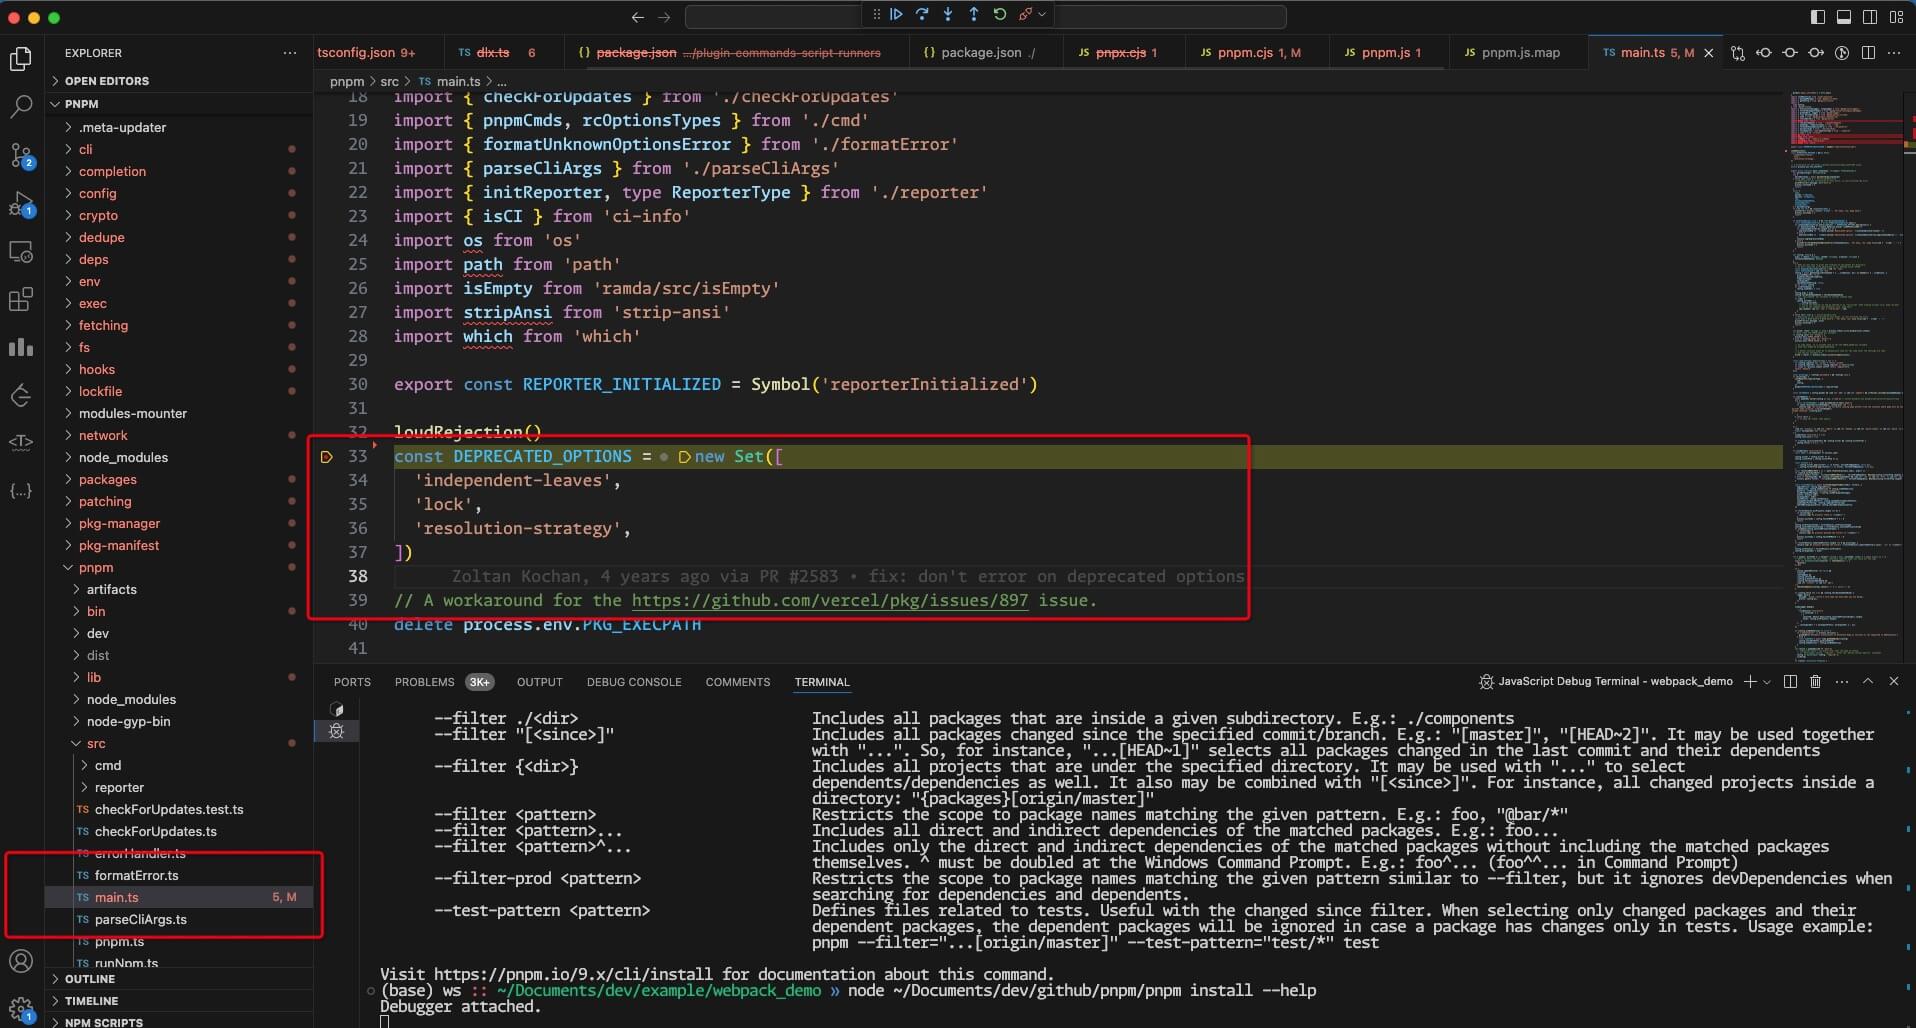 EXPLORER
tsconfig.json 9+
TS dlx.ts 6
{} package.json .../plugin-commands-script-runners
{} package.json ./
JS pnpx.cjs 1
JS pnpm.cjs 1, M
JS pnpm.js 1
JS pnpm.js.map
TS main.ts 5, M
OPEN EDITORS
PNPM
.meta-updater
cli
completion
config
crypto
dedupe
deps
env
exec
fetching
fs
hooks
lockfile
modules-mounter
network
node_modules
packages
patching
pkg-manager
pkg-manifest
pnpm
artifacts
bin
dev
dist
lib
node_modules
node-gyp-bin
src
cmd
reporter
TS checkForUpdates.test.ts
TS checkForUpdates.ts
errorHandler.ts
TS formatError.ts
TS main.ts 5, M
TS parseCliArgs.ts
TS pnpm.ts
runNpm.ts
OUTLINE
TIMELINE
NPM SCRIPTS
2
1
1
pnpm > src > TS main.ts > ...
18 import { checkForUpdates } from './checkForUpdates'
19 import { pnpmCmds, rcOptionsTypes } from './cmd'
20 import { formatUnknownOptionsError } from './formatError'
21 import { parseCliArgs } from './parseCliArgs'
22 import { initReporter, type ReporterType } from './reporter'
23 import { isCI } from 'ci-info'
24 import os from 'os'
25 import path from 'path'
26 import isEmpty from 'ramda/src/isEmpty'
27 import stripAnsi from 'strip-ansi'
28 import which from 'which'
29
30 export const REPORTER_INITIALIZED = Symbol('reporterInitialized')
31
32 loudRejection()
33 const DEPRECATED_OPTIONS = new Set([
34 'independent-leaves',
35 'lock',
36 'resolution-strategy',
37 ])
38 Zoltan Kochan, 4 years ago via PR #2583 • fix: don't error on deprecated options
39 // A workaround for the https://github.com/vercel/pkg/issues/897 issue.
40 delete process.env.PKG_EXECPATH
41
PORTS PROBLEMS 3K+ OUTPUT DEBUG CONSOLE COMMENTS TERMINAL
JavaScript Debug Terminal - webpack_demo
--filter ./<dir> Includes all packages that are inside a given subdirectory. E.g.: ./components
--filter "[<since>]" Includes all packages changed since the specified commit/branch. E.g.: "[master]", "[HEAD~2]". It may be used together
with "...". So, for instance, "...[HEAD~1]" selects all packages changed in the last commit and their dependents
--filter {<dir>} Includes all projects that are under the specified directory. It may be used with "..." to select
dependents/dependencies as well. It also may be combined with "[<since>]". For instance, all changed projects inside a
directory: "{packages}[origin/master]"
--filter <pattern> Restricts the scope to package names matching the given pattern. E.g.: foo, "@bar/*"
--filter <pattern>... Includes all direct and indirect dependencies of the matched packages. E.g.: foo...
--filter <pattern>^... Includes only the direct and indirect dependencies of the matched packages without including the matched packages
themselves. ^ must be doubled at the Windows Command Prompt. E.g.: foo^... (foo^^... in Command Prompt)
--filter-prod <pattern> Restricts the scope to package names matching the given pattern similar to --filter, but it ignores devDependencies when
searching for dependencies and dependents.
--test-pattern <pattern> Defines files related to tests. Useful with the changed since filter. When selecting only changed packages and their
dependent packages, the dependent packages will be ignored in case a package has changes only in tests. Usage example:
pnpm --filter="...[origin/master]" --test-pattern="test/*" test
Visit https://pnpm.io/9.x/cli/install for documentation about this command.
(base) ws :: ~/Documents/dev/example/webpack_demo » node ~/Documents/dev/github/pnpm/pnpm install --help
Debugger attached.